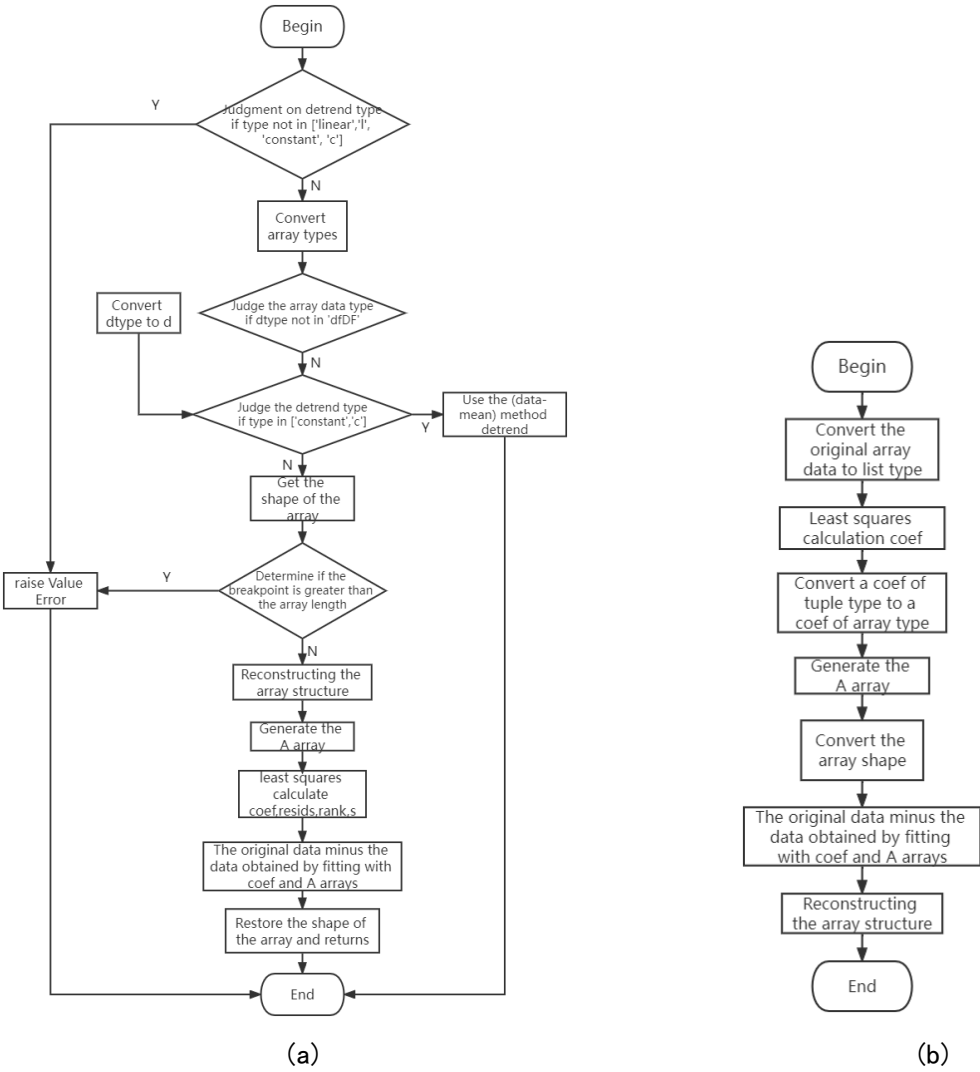 Begin
Y
Judgment on detrend type
if type not in ['linear','l',
'constant', 'c']
N
Convert
array types
Convert
dtype to d
Judge the array data type
if dtype not in 'dfDF'
N
Judge the detrend type
if type in ['constant','c']
Y
Use the (data-
mean) method
detrend
N
Get the
shape of the
array
raise Value
Error
Y
Determine if the
breakpoint is greater than
the array length
N
Reconstructing the
array structure
Generate the
A array
least squares
calculate
coef,resids,rank,s
The original data minus the
data obtained by fitting with
coef and A arrays
Restore the shape of
the array and returns
End
(a)
Begin
Convert the
original array
data to list type
Least squares
calculation coef
Convert a coef of
tuple type to a
coef of array type
Generate the
A array
Convert the
array shape
The original data minus the
data obtained by fitting
with coef and A arrays
Reconstructing
the array structure
End
(b)